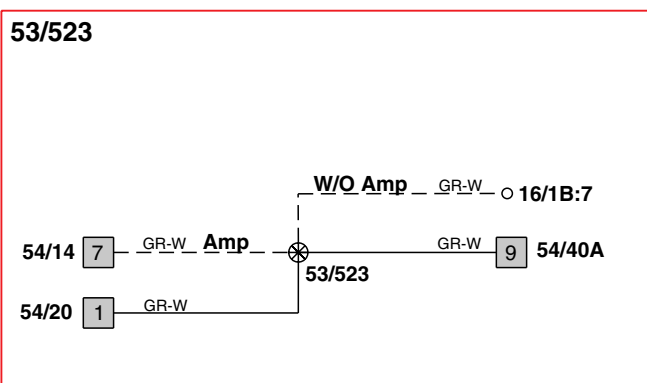 53/523
W/O Amp GR-W 16/1B:7
54/14 7 GR-W Amp GR-W 9 54/40A
53/523
54/20 1 GR-W